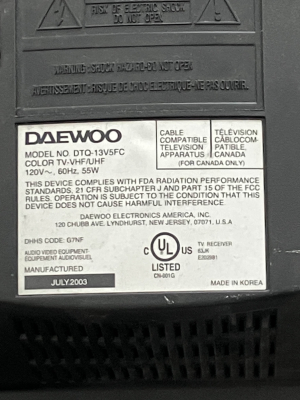 RISK OF ELECTRIC SHOCK
DO NOT OPEN
WARNING : SHOCK HAZARD-DO NOT OPEN
AVERTISSEMENT : RISQUE DE CHOC ELECTRIQUE-NE PAS OUVRIR.
DAEWOO
MODEL NO. DTQ-13V5FC
COLOR TV-VHF/UHF
120V~, 60Hz, 55W
CABLE
COMPATIBLE
TELEVISION
APPARATUS
TÉLÉVISION
CÂBLOCOM-
PATIBLE
(FOR CANADA ONLY)
THIS DEVICE COMPLIES WITH FDA RADIATION PERFORMANCE
STANDARDS, 21 CFR SUBCHAPTER J AND PART 15 OF THE FCC
RULES. OPERATION IS SUBJECT TO THE CONDITION THAT THIS
DEVICE DOES NOT CAUSE HARMFUL INTERFERENCE.
DAEWOO ELECTRONICS AMERICA, INC.
120 CHUBB AVE. LYNDHURST, NEW JERSEY, 07071. U.S.A
DHHS CODE: G7NF
AUDIO VIDEO EQUIPMENT
EQUIPEMENT AUDIOVISUEL
MANUFACTURED
JULY.2003
C UL US
LISTED
TV RECEIVER
MADE IN KOREA